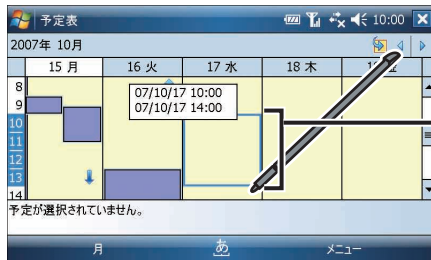 予定表 10:00
2007年 10月
15 月 16 火 17 水 18 木
8
9
10
11
12
13
14
07/10/17 10:00
07/10/17 14:00
予定が選択されていません。
月 あ メニュー